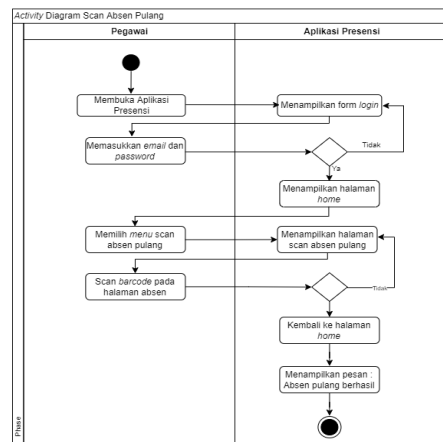 Activity Diagram Scan Absen Pulang
Pegawai
Aplikasi Presensi
Membuka Aplikasi
Presensi
Menampilkan form login
Memasukkan email dan
password
Tidak
Ya
Menampilkan halaman
home
Memilih menu scan
absen pulang
Menampilkan halaman
scan absen pulang
Scan barcode pada
halaman absen
Tidak
Kembali ke halaman
home
Menampilkan pesan :
Absen pulang berhasil
Phase